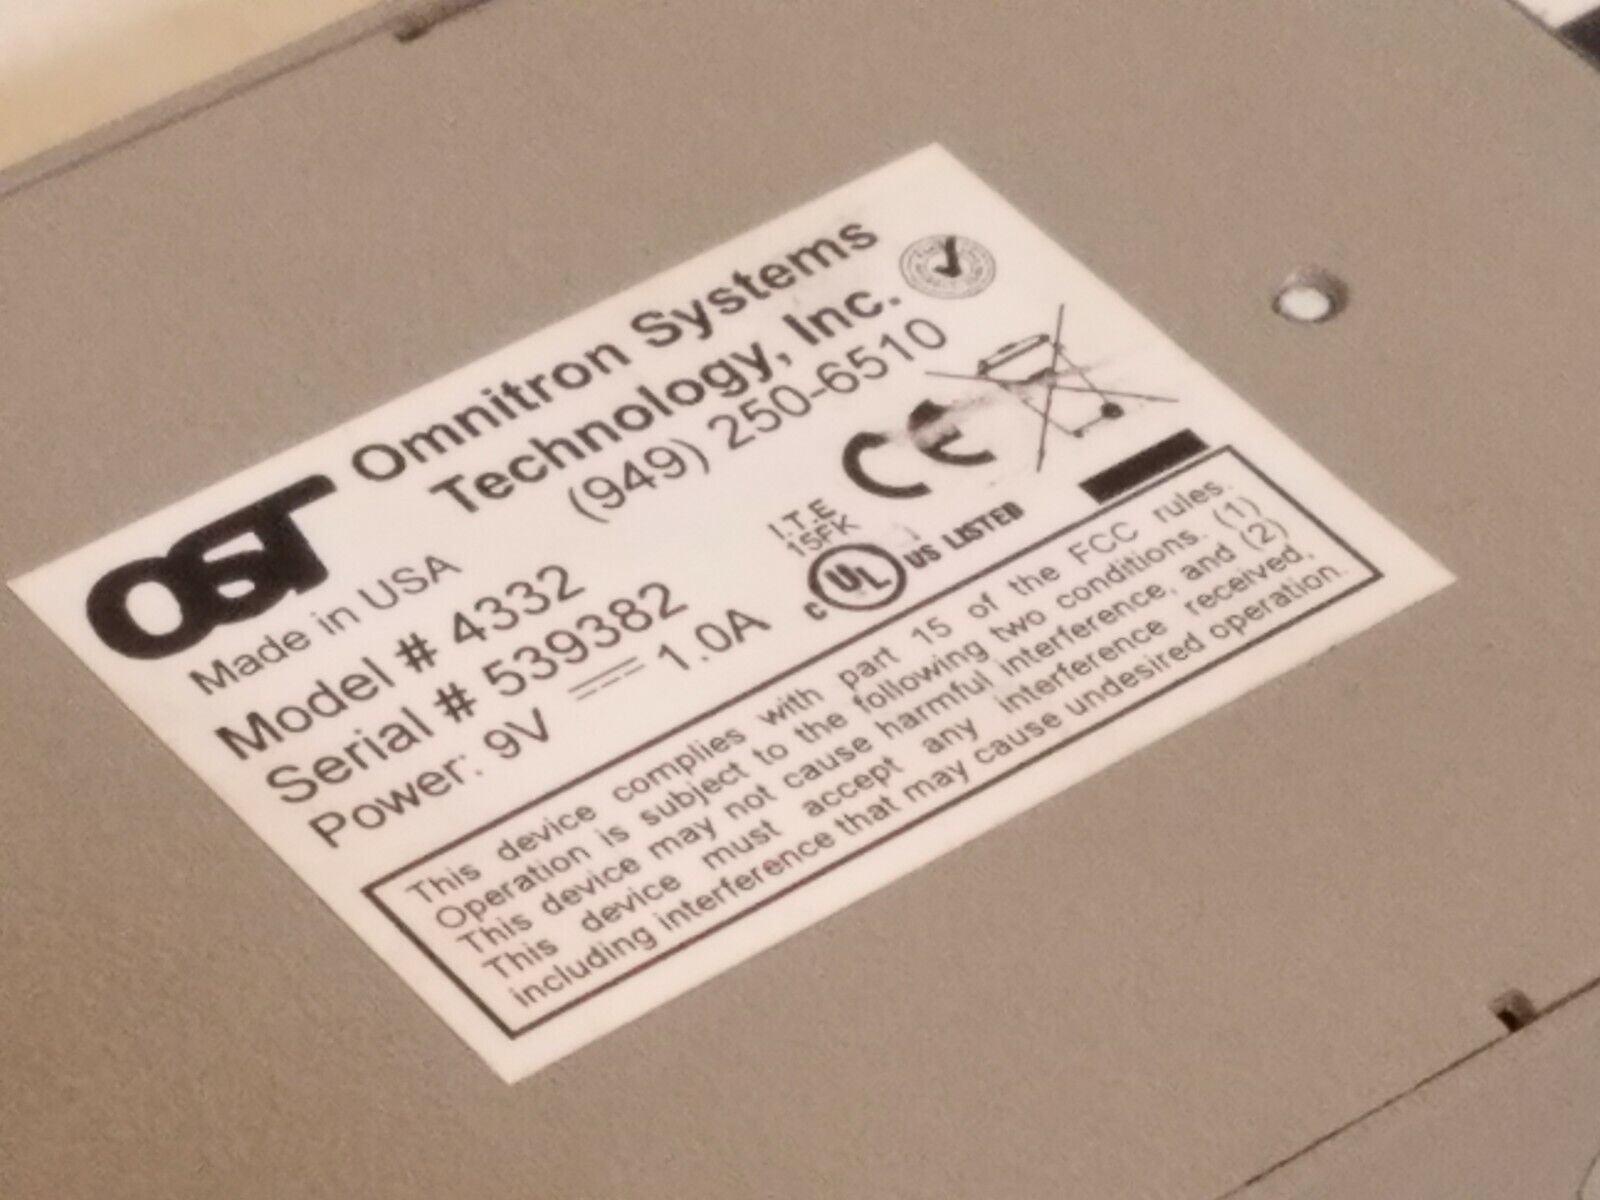 OST
Omnitron Systems
Technology, Inc.
(949) 250-6510
Made in USA
Model # 4332
Serial # 539382
Power: 9V ⎓ 1.0A
I.T.E.
15FK
c UL US LISTED
CE
This device complies with part 15 of the FCC rules.
Operation is subject to the following two conditions. (1)
This device may not cause harmful interference, and (2)
This device must accept any interference received,
including interference that may cause undesired operation.